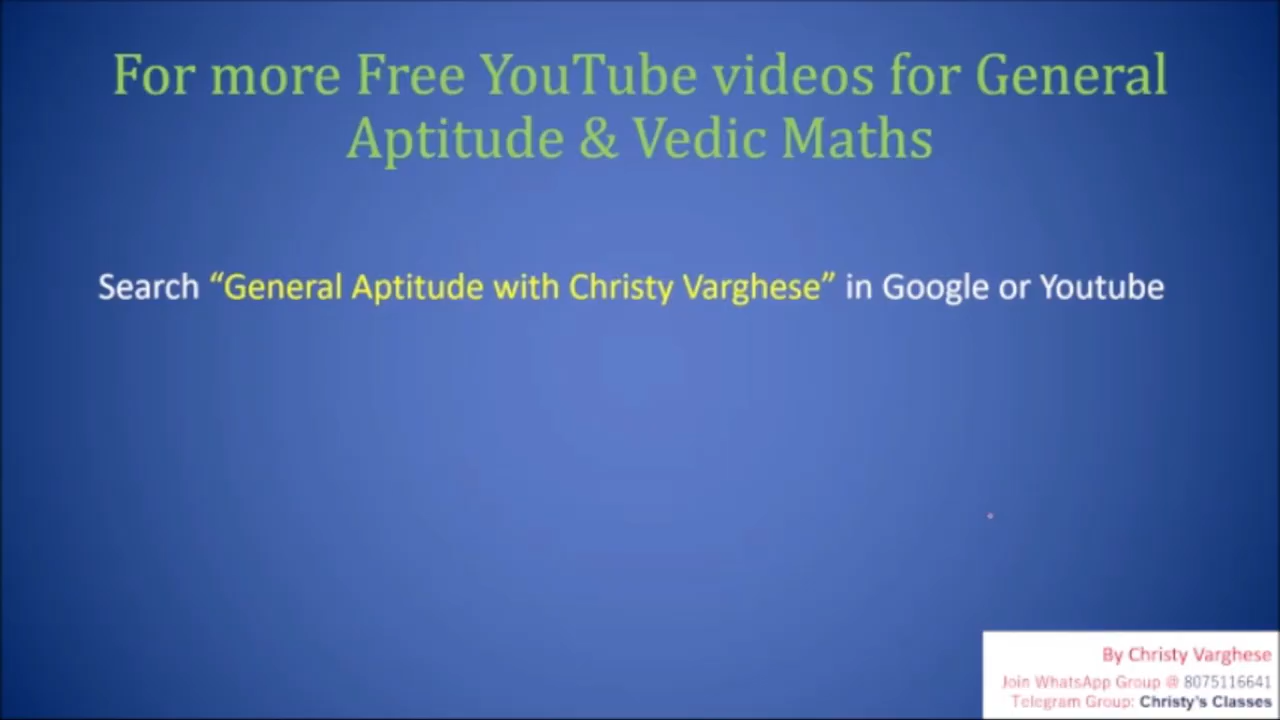 For more Free YouTube videos for General
Aptitude & Vedic Maths
Search “General Aptitude with Christy Varghese” in Google or Youtube
By Christy Varghese
Join WhatsApp Group @ 8075116641
Telegram Group: Christy's Classes